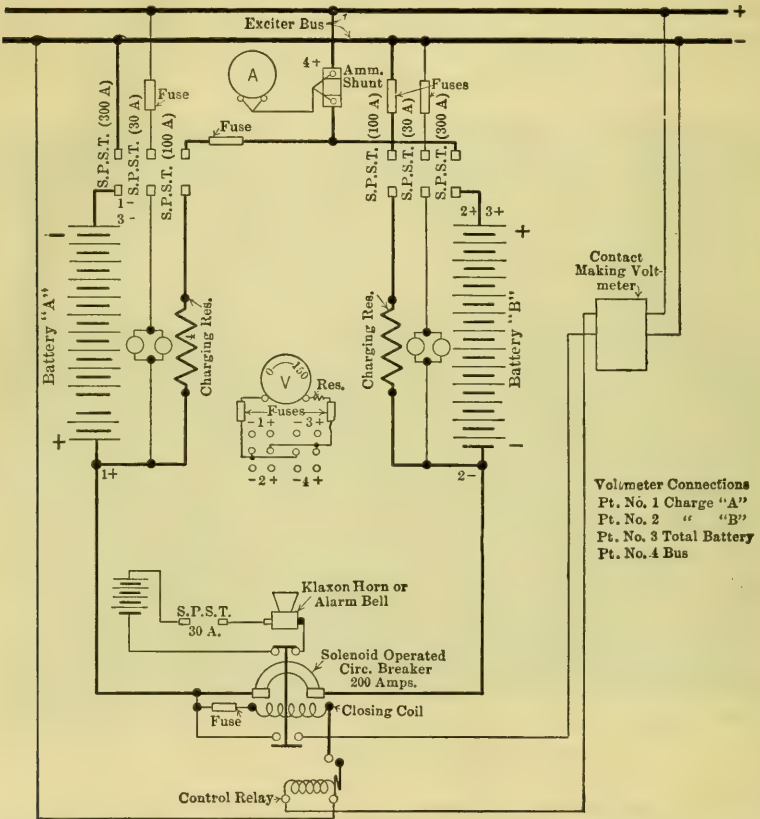 +
Exciter Bus
-
S.P.S.T. (300 A)
S.P.S.T. (30 A)
S.P.S.T. (100 A)
Fuse
A
4+
Amm.
Shunt
Fuse
Fuses
S.P.S.T. (100 A)
S.P.S.T. (30 A)
S.P.S.T. (300 A)
1-
3-
2+ 3+
-
+
Battery "A"
Charging Res.
Charging Res.
Battery "B"
Contact
Making Volt-
meter
0 150
V
Res.
Fuses
-1+ -3+
-2+ -4+
+
1+
2-
-
Voltmeter Connections
Pt. No. 1 Charge "A"
Pt. No. 2 " "B"
Pt. No. 3 Total Battery
Pt. No. 4 Bus
Klaxon Horn or
Alarm Bell
S.P.S.T.
30 A.
Solenoid Operated
Circ. Breaker
200 Amps.
Closing Coil
Fuse
Control Relay